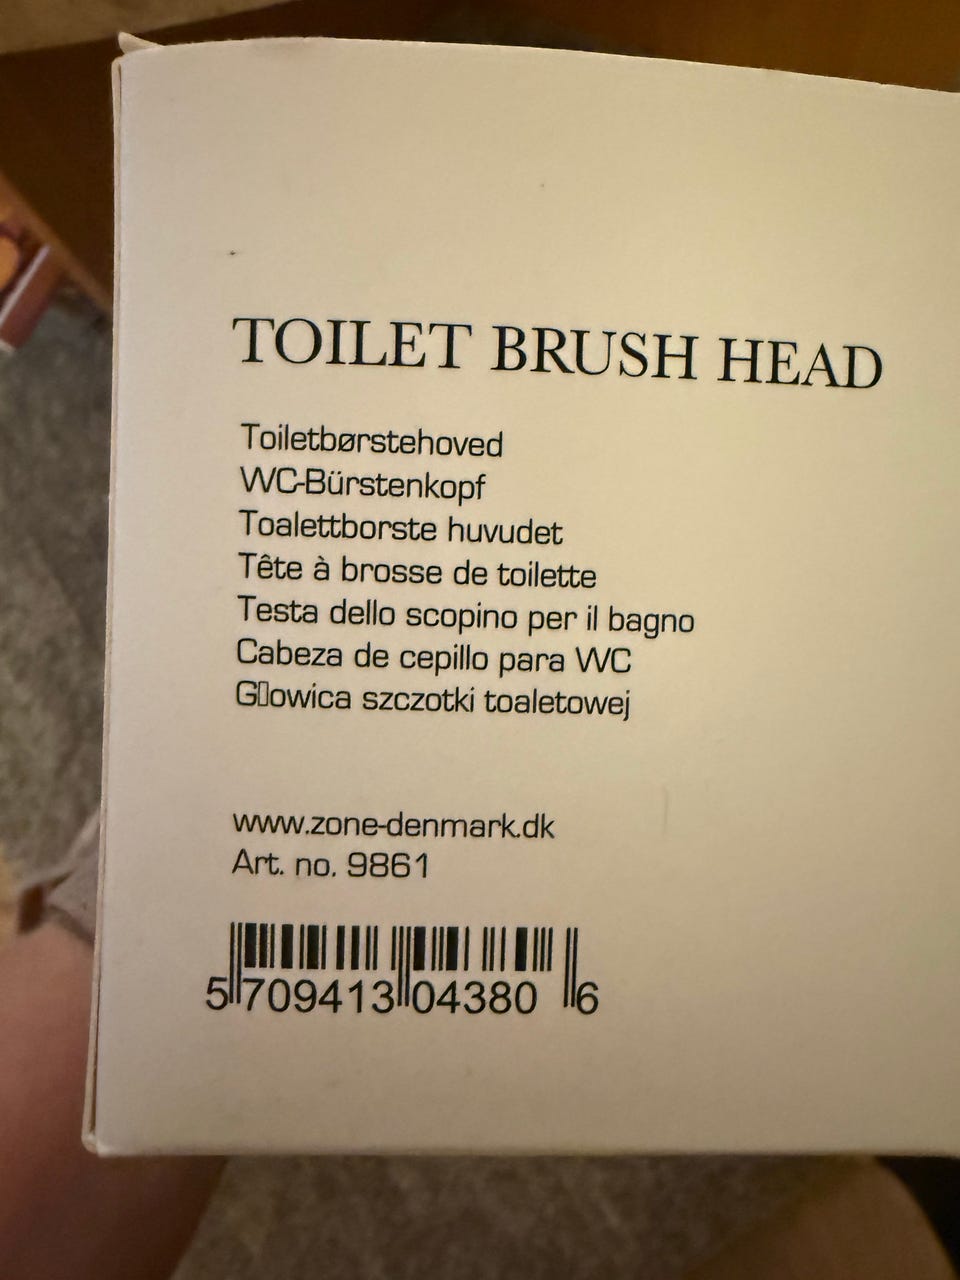 TOILET BRUSH HEAD
Toiletbørstehoved
WC-Bürstenkopf
Toalettborste huvudet
Tête à brosse de toilette
Testa dello scopino per il bagno
Cabeza de cepillo para WC
G▯owica szczotki toaletowej
www.zone-denmark.dk
Art. no. 9861
5 709413 04380 6